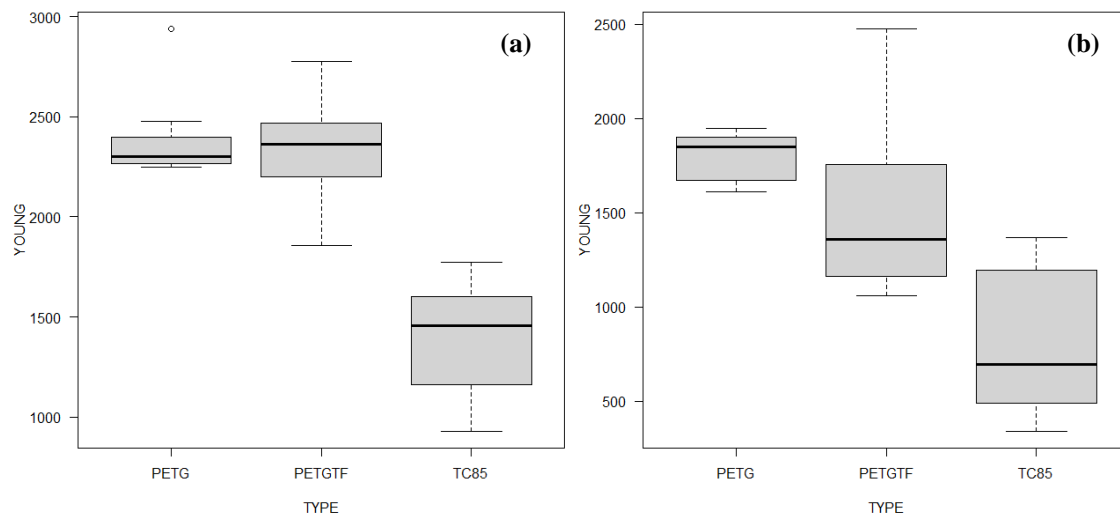 3000
2500
2000
1500
1000
YOUNG
(a)
PETG
PETGTF
TC85
TYPE
2500
2000
1500
1000
500
YOUNG
(b)
PETG
PETGTF
TC85
TYPE